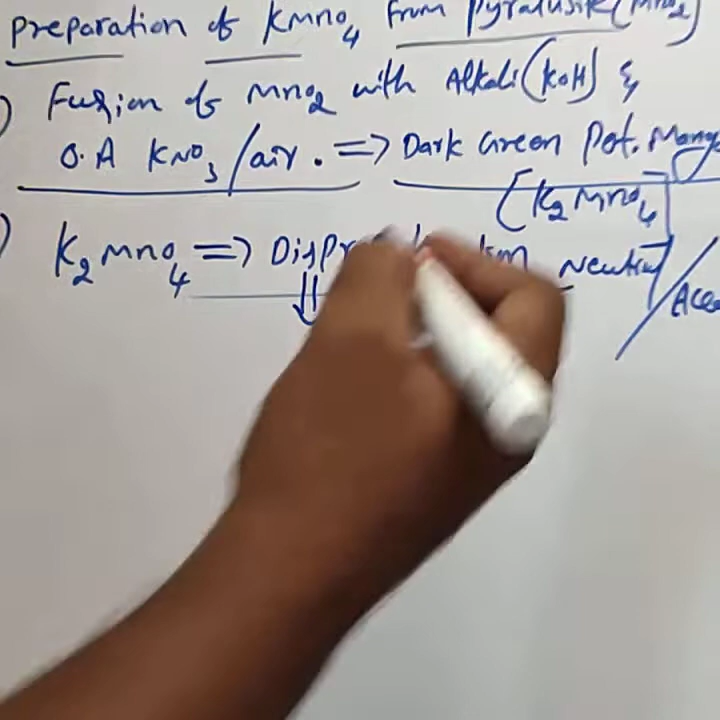 Preparation of KMnO4 from Pyrolusite(MnO2)
) Fusion of MnO2 with Alkali(KOH) &
O.A KNO3/air. => Dark Green Pot. Mang
[K2MnO4]
) K2MnO4 => Neutral/